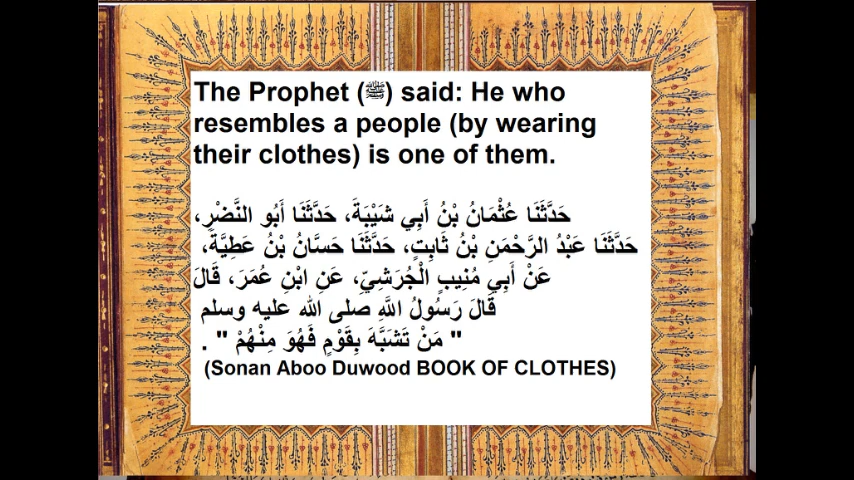 The Prophet (ﷺ) said: He who
resembles a people (by wearing
their clothes) is one of them.
حَدَّثَنَا عُثْمَانُ بْنُ أَبِي شَيْبَةَ، حَدَّثَنَا أَبُو النَّضْرِ،
حَدَّثَنَا عَبْدُ الرَّحْمَنِ بْنُ ثَابِتٍ، حَدَّثَنَا حَسَّانُ بْنُ عَطِيَّةَ،
عَنْ أَبِي مُنِيبٍ الْجُرَشِيِّ، عَنِ ابْنِ عُمَرَ، قَالَ
قَالَ رَسُولُ اللَّهِ صلى الله عليه وسلم
" مَنْ تَشَبَّهَ بِقَوْمٍ فَهُوَ مِنْهُمْ " .
(Sonan Aboo Duwood BOOK OF CLOTHES)